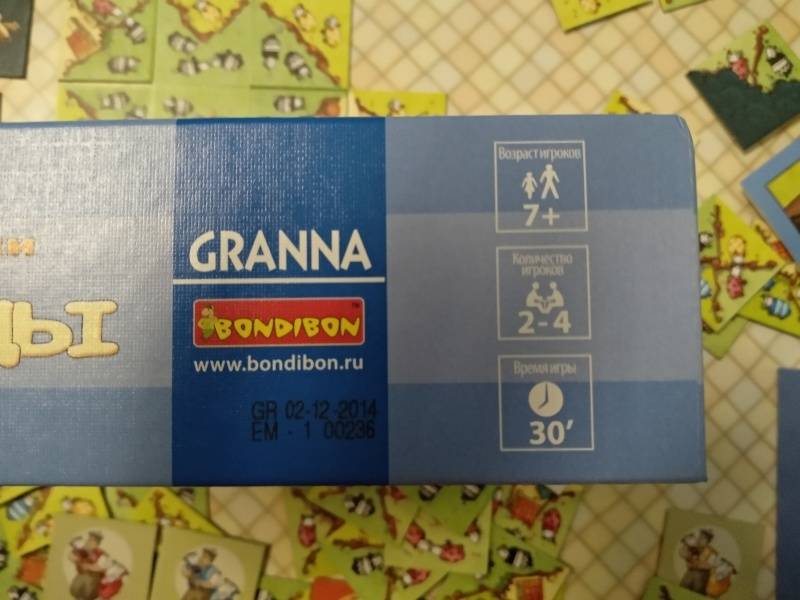 GRANNA
BONDIBON™
www.bondibon.ru
GR 02-12-2014
EM - 1 00236
Возраст игроков
7+
Количество
игроков
2-4
Время игры
30’